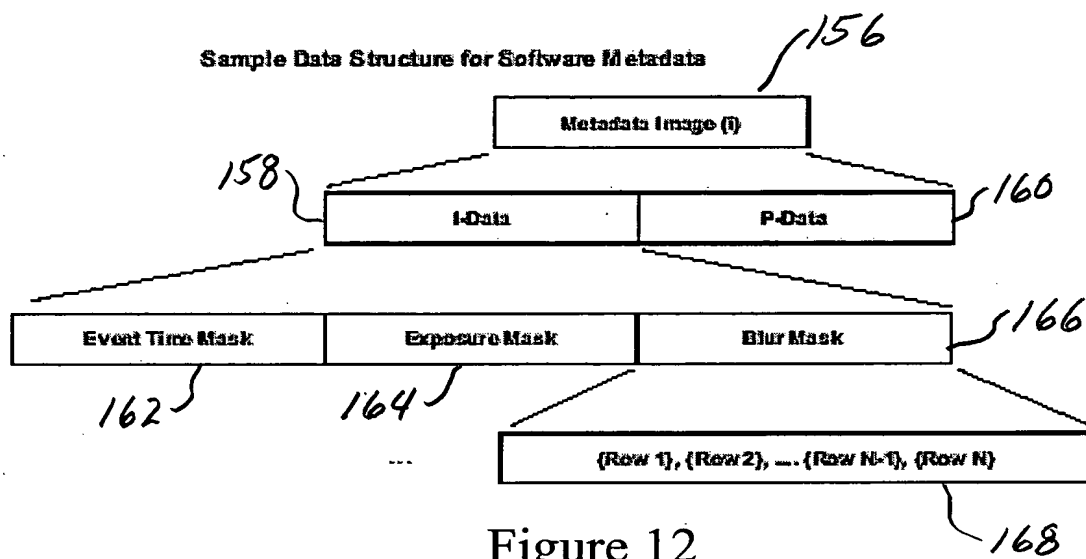 156
Sample Data Structure for Software Metadata
Metadata Image (i)
158
I-Data P-Data
160
Event Time Mask Exposure Mask Blur Mask
166
162 164
... {Row 1}, {Row 2}, .... {Row N-1}, {Row N}
Figure 12
168